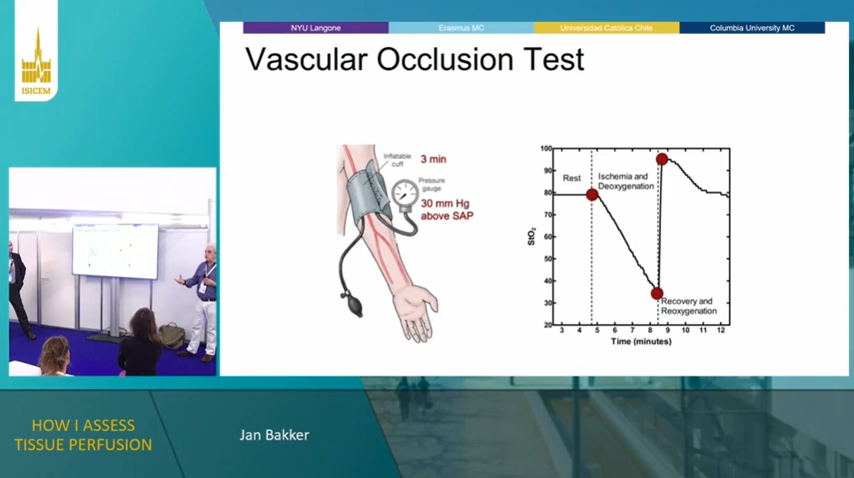 ISICEM
NYU Langone
Erasmus MC
Universidad Catòlica Chile
Columbia University MC
Vascular Occlusion Test
Inflatable
cuff
3 min
Pressure
gauge
30 mm Hg
above SAP
100
90
80
70
60
50
40
30
20
StO2
Rest
Ischemia and
Deoxygenation
Recovery and
Reoxygenation
3 4 5 6 7 8 9 10 11 12
Time (minutes)
HOW I ASSESS
TISSUE PERFUSION
Jan Bakker